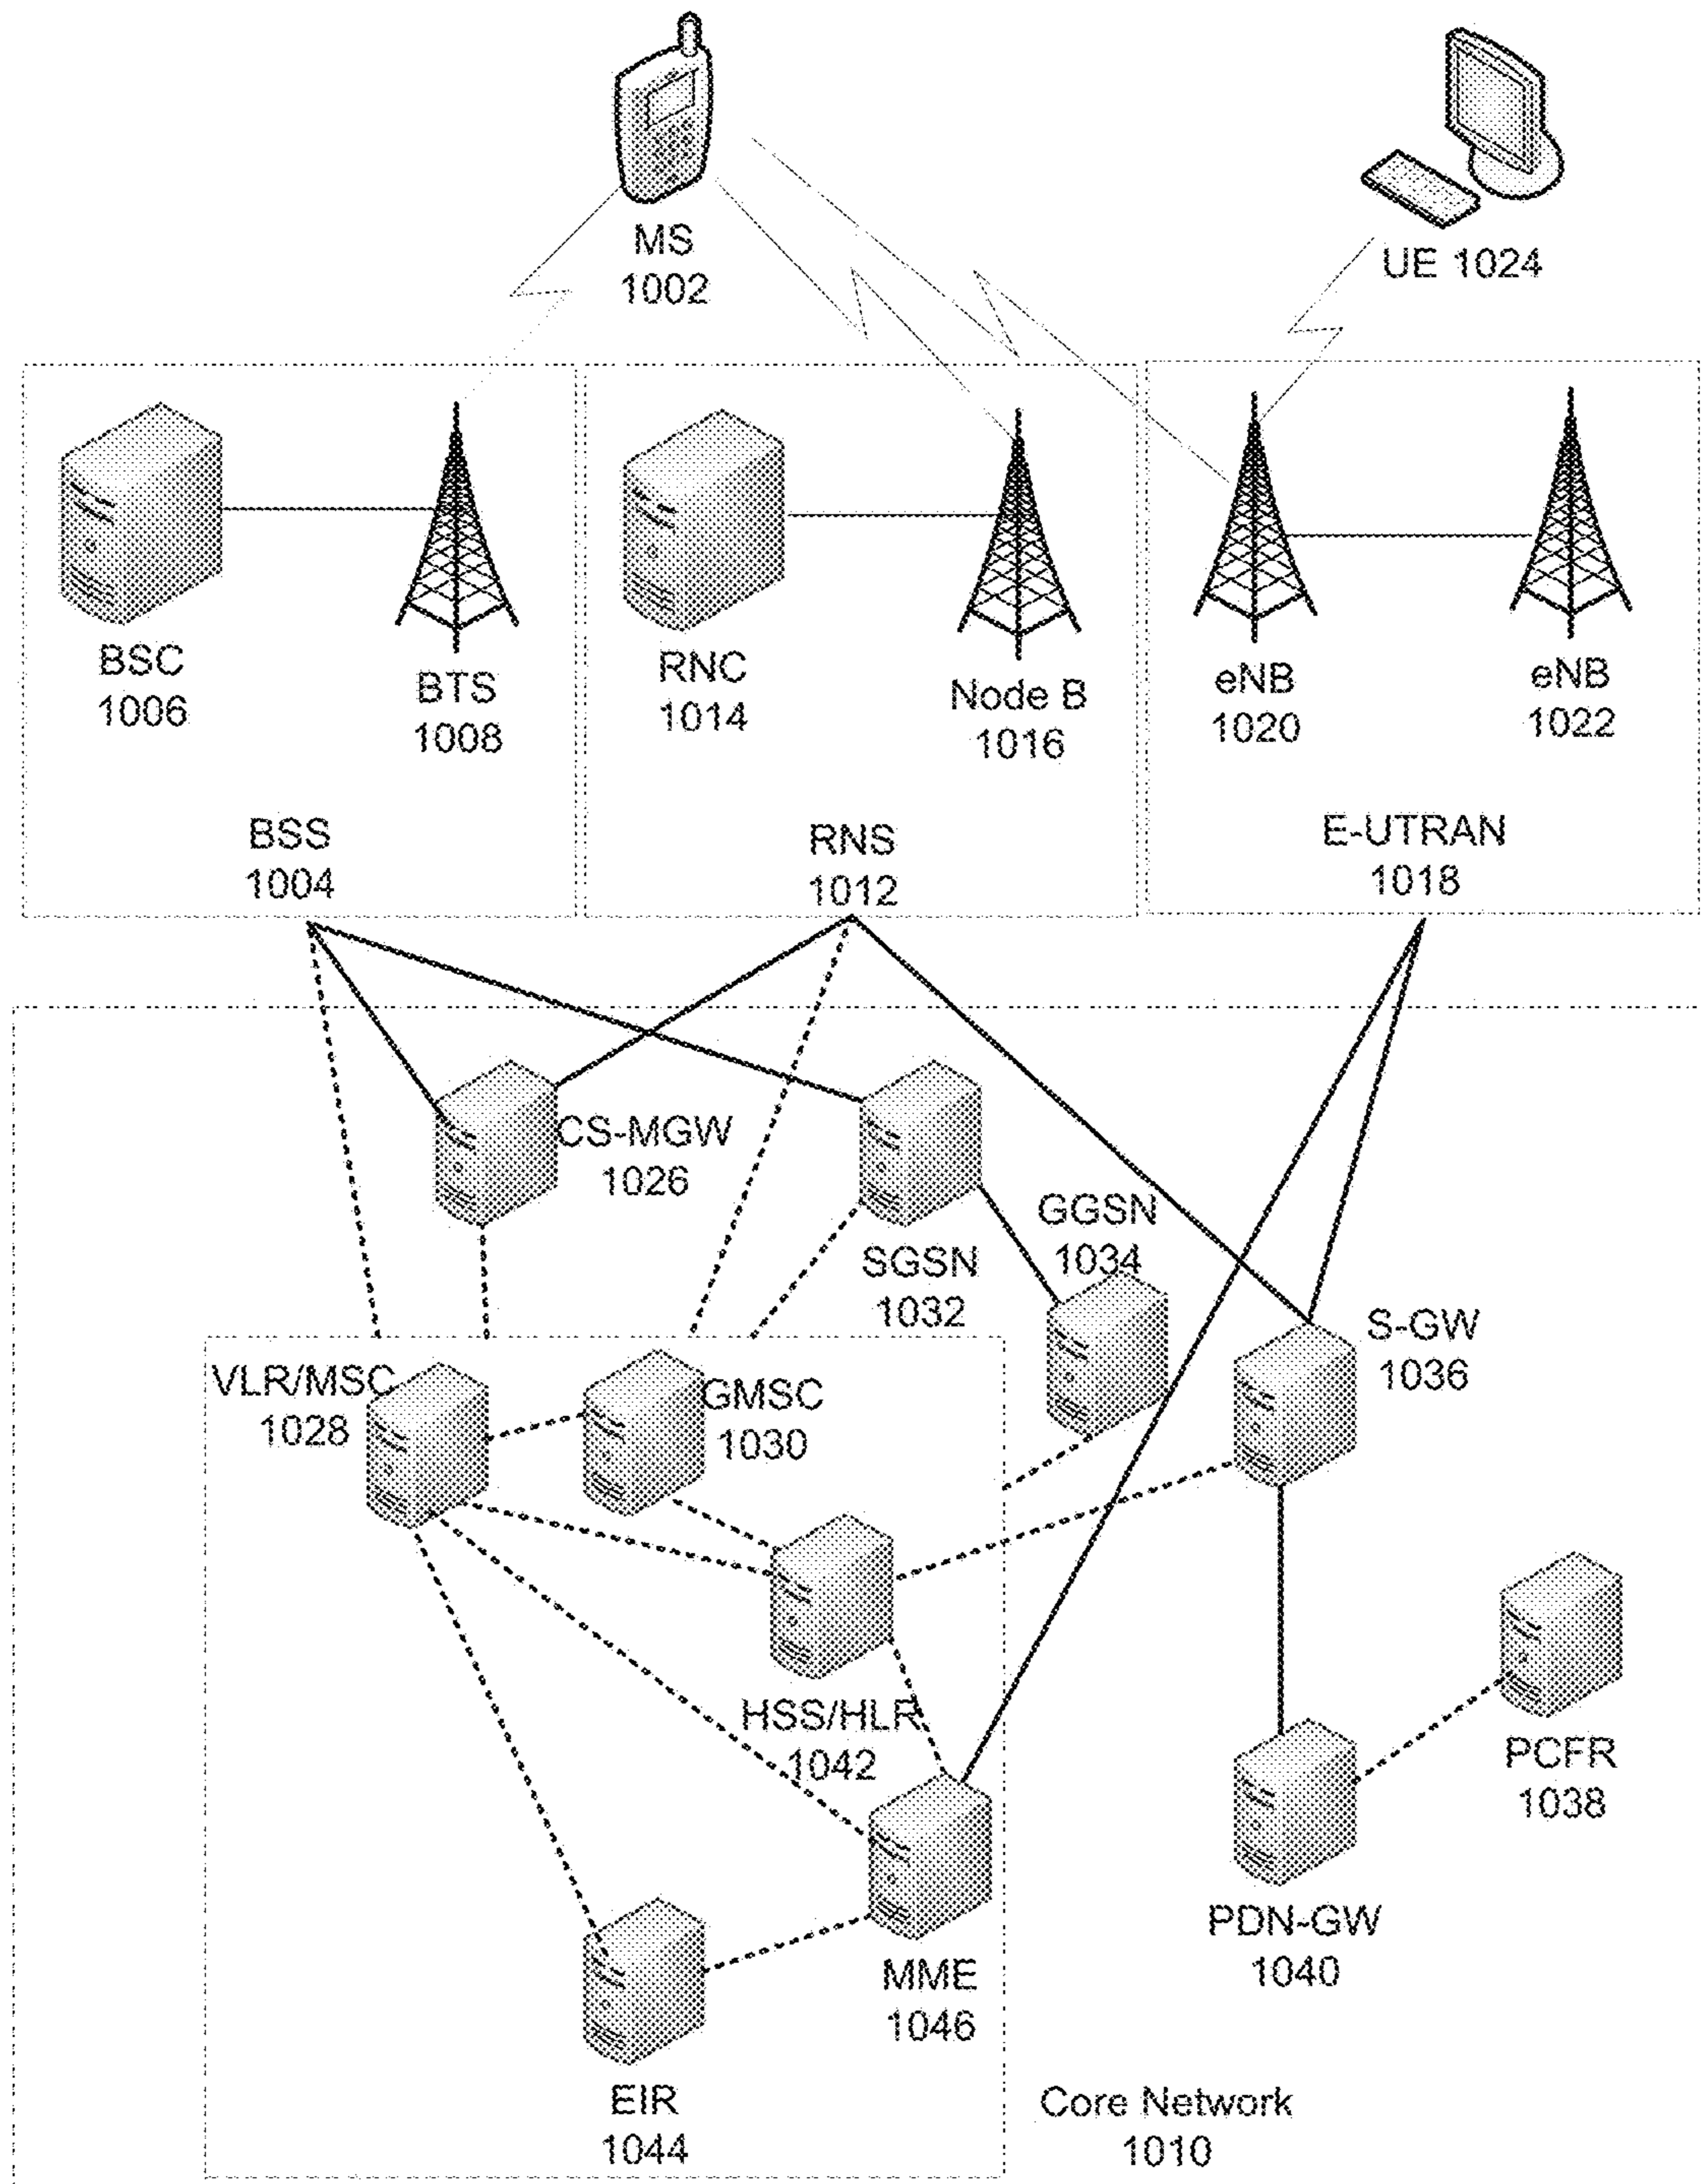 MS
1002
UE 1024
BSC
1006
BTS
1008
RNC
1014
Node B
1016
eNB
1020
eNB
1022
BSS
1004
RNS
1012
E-UTRAN
1018
CS-MGW
1026
SGSN
1032
GGSN
1034
S-GW
1036
VLR/MSC
1028
GMSC
1030
HSS/HLR
1042
PCFR
1038
PDN-GW
1040
MME
1046
EIR
1044
Core Network
1010